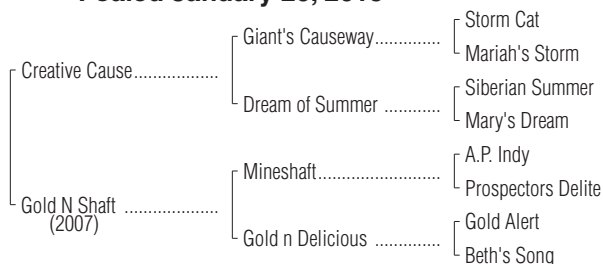 Foaled January
Storm Cat
Giant's Causeway..............
Mariah's Storm
Creative Cause..................
Siberian Summer
Dream of Summer ............
Mary's Dream
A.P. Indy
Mineshaft..........................
Prospectors Delite
Gold N Shaft ....................
(2007)
Gold Alert
Gold n Delicious ..............
Beth's Song